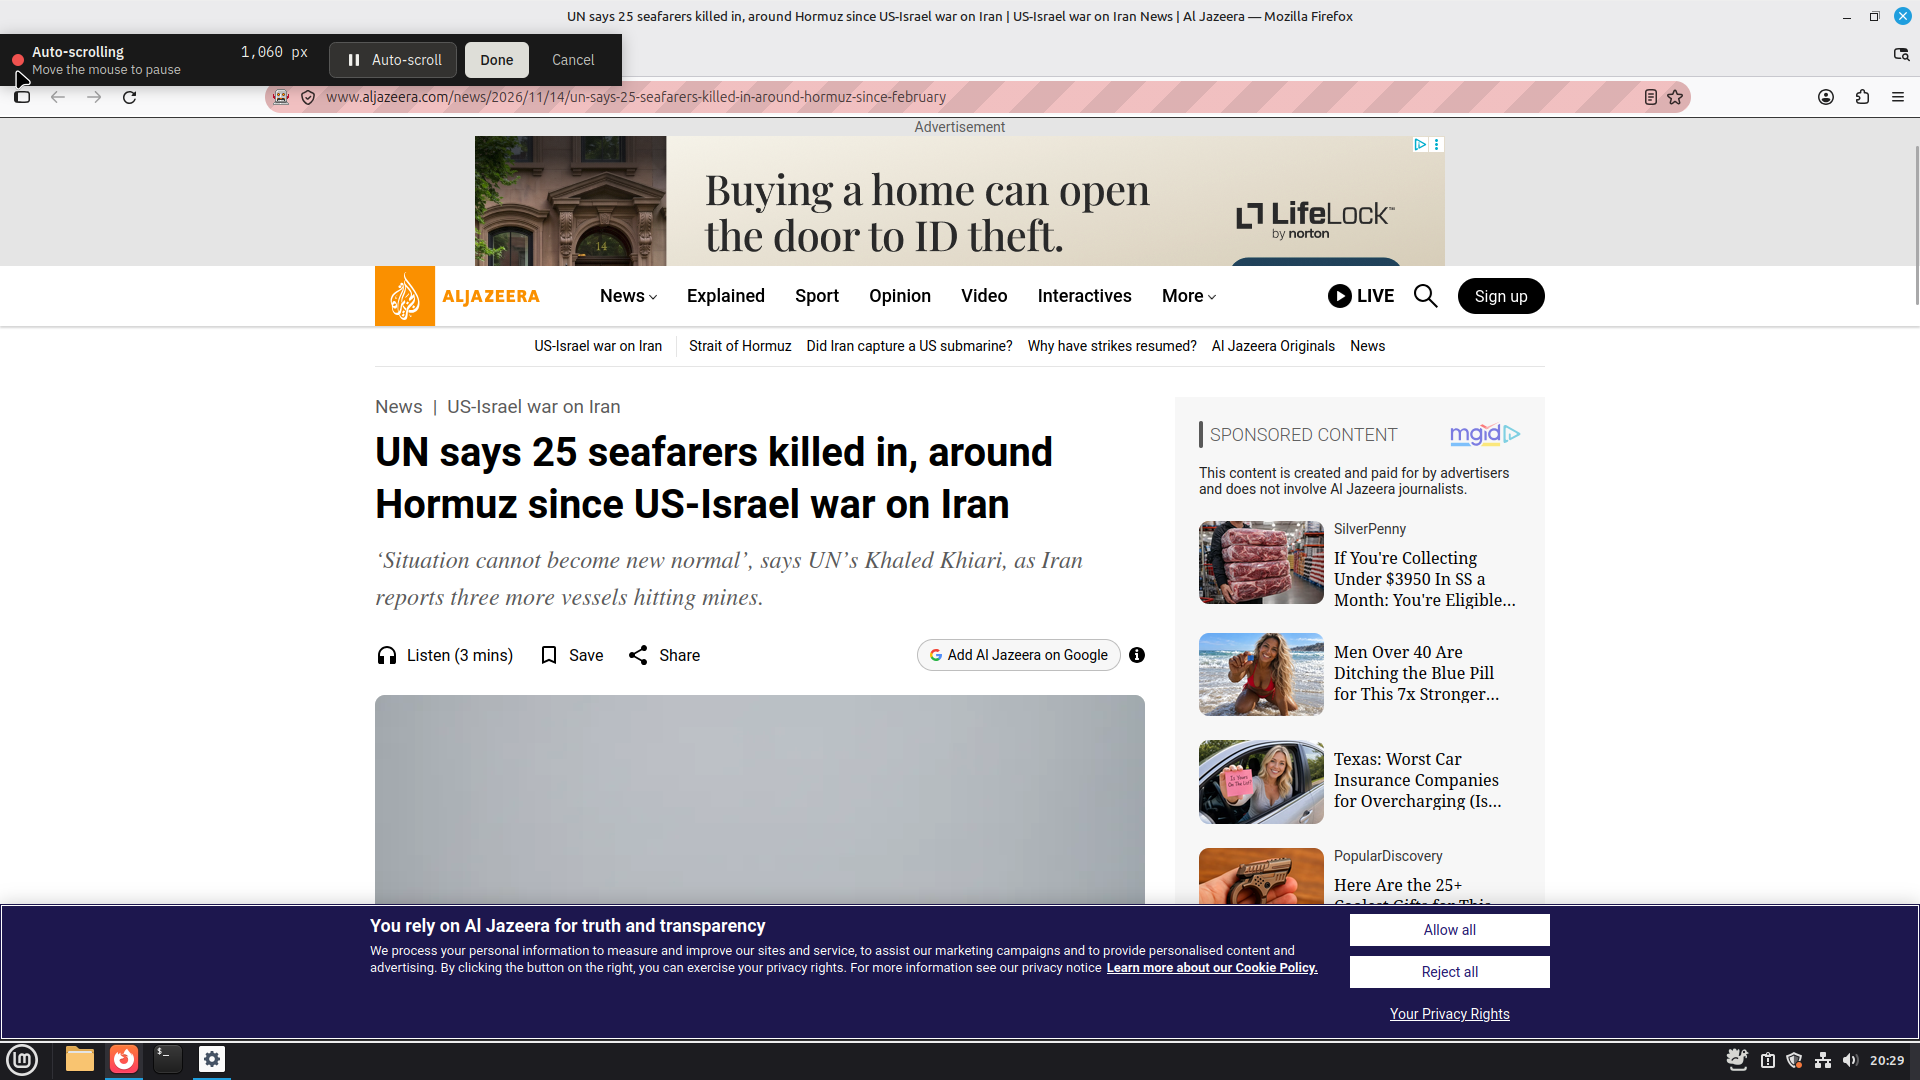 UN says 25 seafarers killed in, around Hormuz since US-Israel war on Iran | US-Israel war on Iran News | Al Jazeera — Mozilla Firefox
Auto-scrolling
Move the mouse to pause
1,060 px
Auto-scroll
Done
Cancel
www.aljazeera.com/news/2026/11/14/un-says-25-seafarers-killed-in-around-hormuz-since-february
Advertisement
14
Buying a home can open
the door to ID theft.
LifeLock™
by norton
ALJAZEERA
News
Explained
Sport
Opinion
Video
Interactives
More
LIVE
Sign up
US-Israel war on Iran
Strait of Hormuz
Did Iran capture a US submarine?
Why have strikes resumed?
Al Jazeera Originals
News
News | US-Israel war on Iran
UN says 25 seafarers killed in, around
Hormuz since US-Israel war on Iran
‘Situation cannot become new normal’, says UN’s Khaled Khiari, as Iran
reports three more vessels hitting mines.
Listen (3 mins)
Save
Share
Add Al Jazeera on Google
SPONSORED CONTENT
mgid
This content is created and paid for by advertisers
and does not involve Al Jazeera journalists.
SilverPenny
If You're Collecting
Under $3950 In SS a
Month: You're Eligible...
Men Over 40 Are
Ditching the Blue Pill
for This 7x Stronger...
Texas: Worst Car
Insurance Companies
for Overcharging (Is...
PopularDiscovery
Here Are the 25+
Coolest Gifts for This
You rely on Al Jazeera for truth and transparency
We process your personal information to measure and improve our sites and service, to assist our marketing campaigns and to provide personalised content and
advertising. By clicking the button on the right, you can exercise your privacy rights. For more information see our privacy notice Learn more about our Cookie Policy.
Allow all
Reject all
Your Privacy Rights
20:29